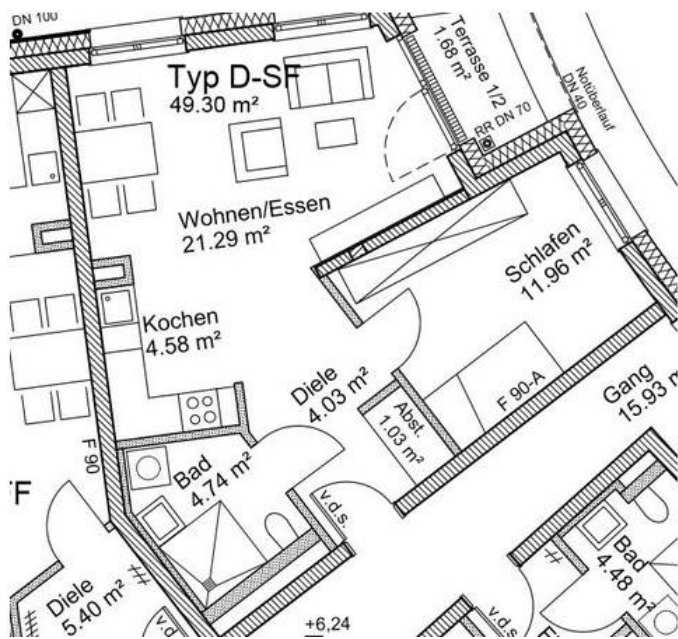 DN 100
Typ D-SF
49.30 m²
Terrasse 1/2
1.68 m²
RR DN 70
Notüberlauf
DN 40
Wohnen/Essen
21.29 m²
Schlafen
11.96 m²
Kochen
4.58 m²
Diele
4.03 m²
Abst.
1.03 m²
F 90-A
Gang
15.93 m²
F 90
Bad
4.74 m²
v.d.s.
Diele
5.40 m²
v.d.
+6,24
v.d.s.
Bad
4.48 m²